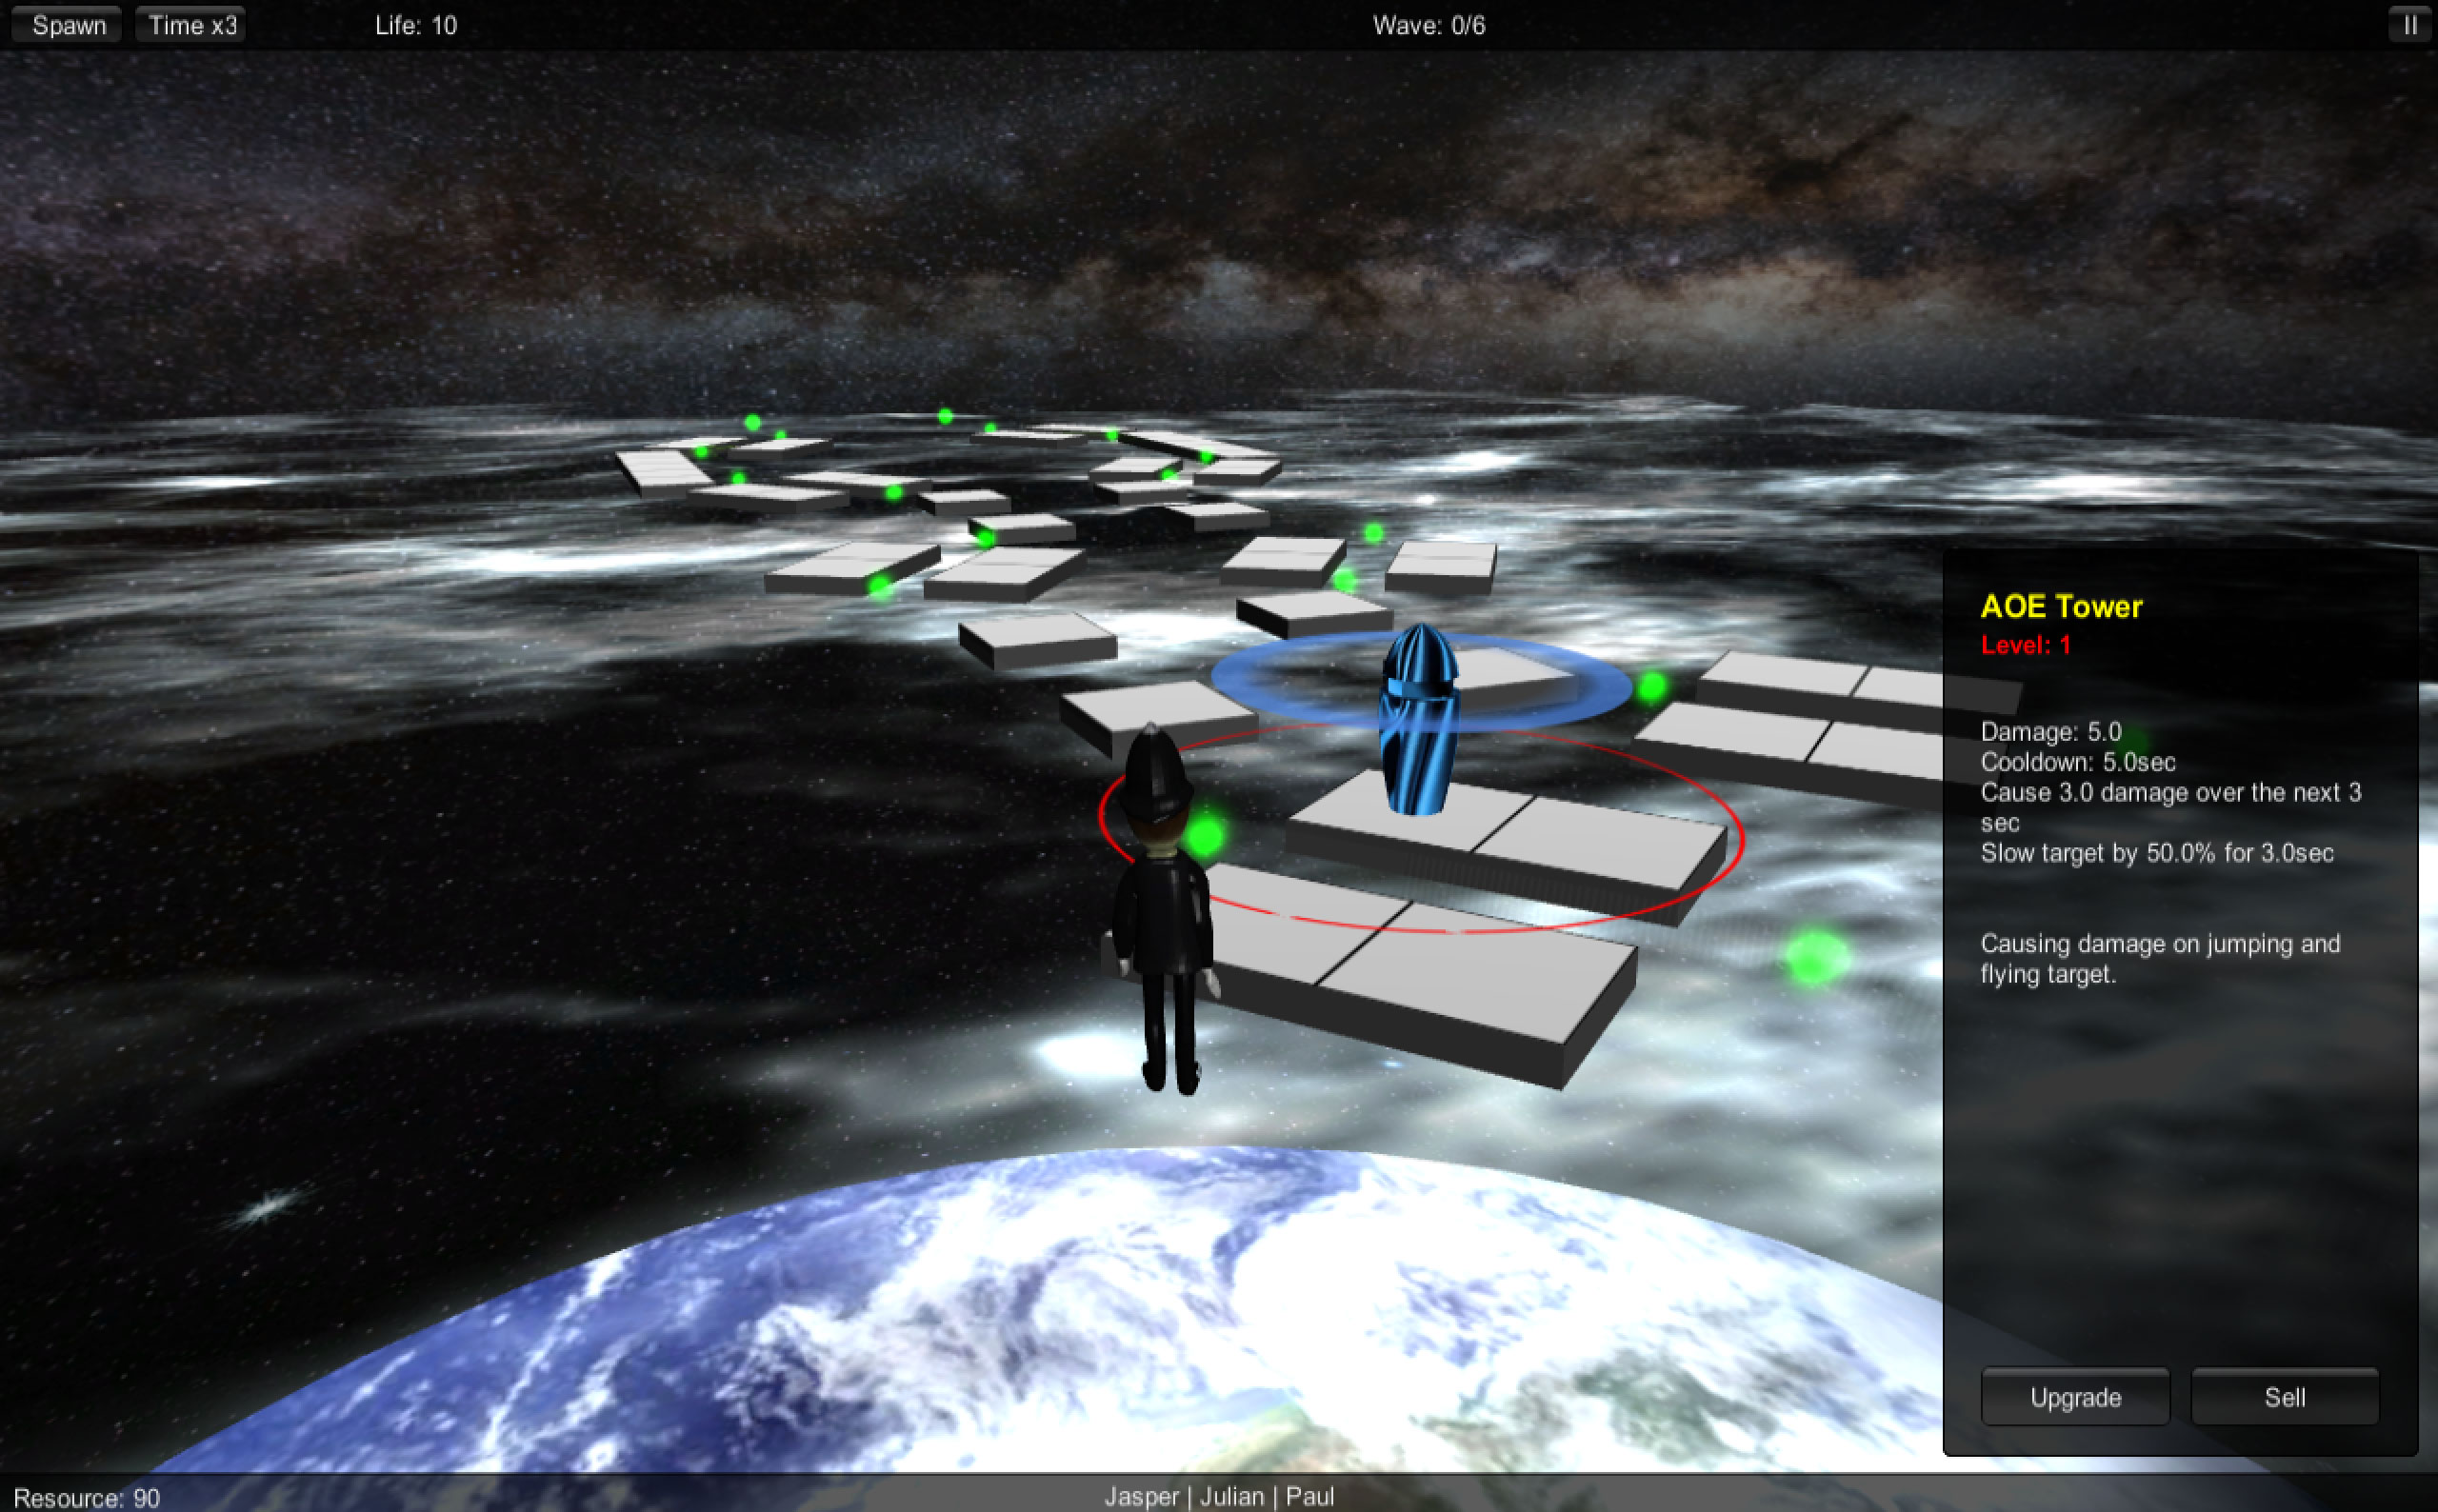 Spawn
Time x3
Life: 10
Wave: 0/6
II
AOE Tower
Level: 1
Damage: 5.0
Cooldown: 5.0sec
Cause 3.0 damage over the next 3
sec
Slow target by 50.0% for 3.0sec
Causing damage on jumping and
flying target.
Upgrade
Sell
Resource: 90
Jasper | Julian | Paul